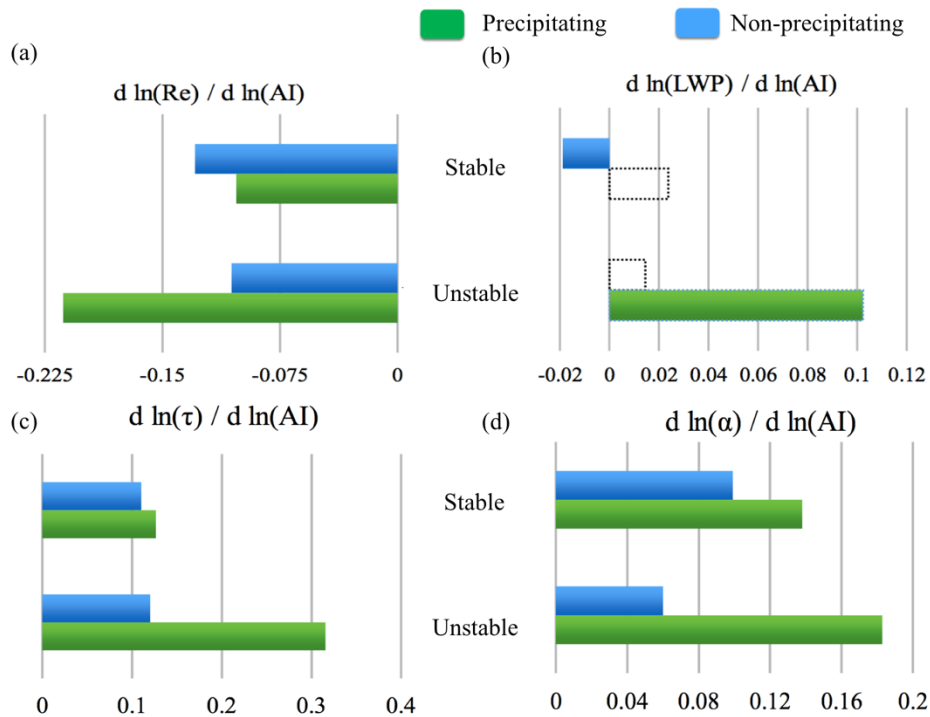 Precipitating Non-precipitating
(a) (b)
d ln(Re) / d ln(AI) d ln(LWP) / d ln(AI)
Stable
Unstable
-0.225 -0.15 -0.075 0 -0.02 0 0.02 0.04 0.06 0.08 0.1 0.12
(c) d ln(τ) / d ln(AI) (d) d ln(α) / d ln(AI)
Stable
Unstable
0 0.1 0.2 0.3 0.4 0 0.04 0.08 0.12 0.16 0.2